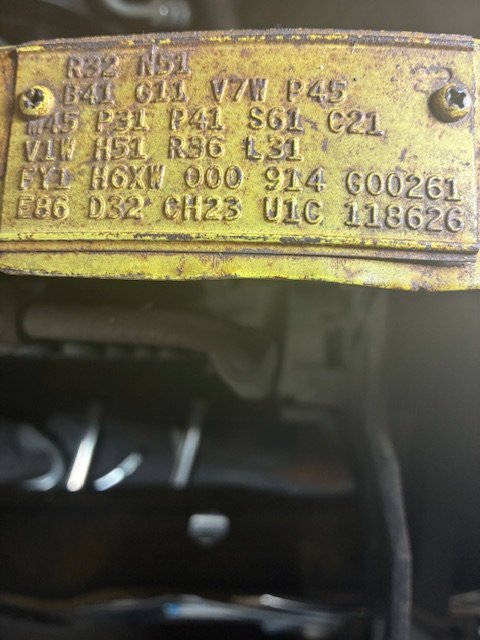 R32 N51
B41 G11 V7W P45
M45 P31 P41 S61 C21
V1W H51 R36 L31
FY1 H6XW 000 914 G00261
E86 D32 CH23 U1C 118626